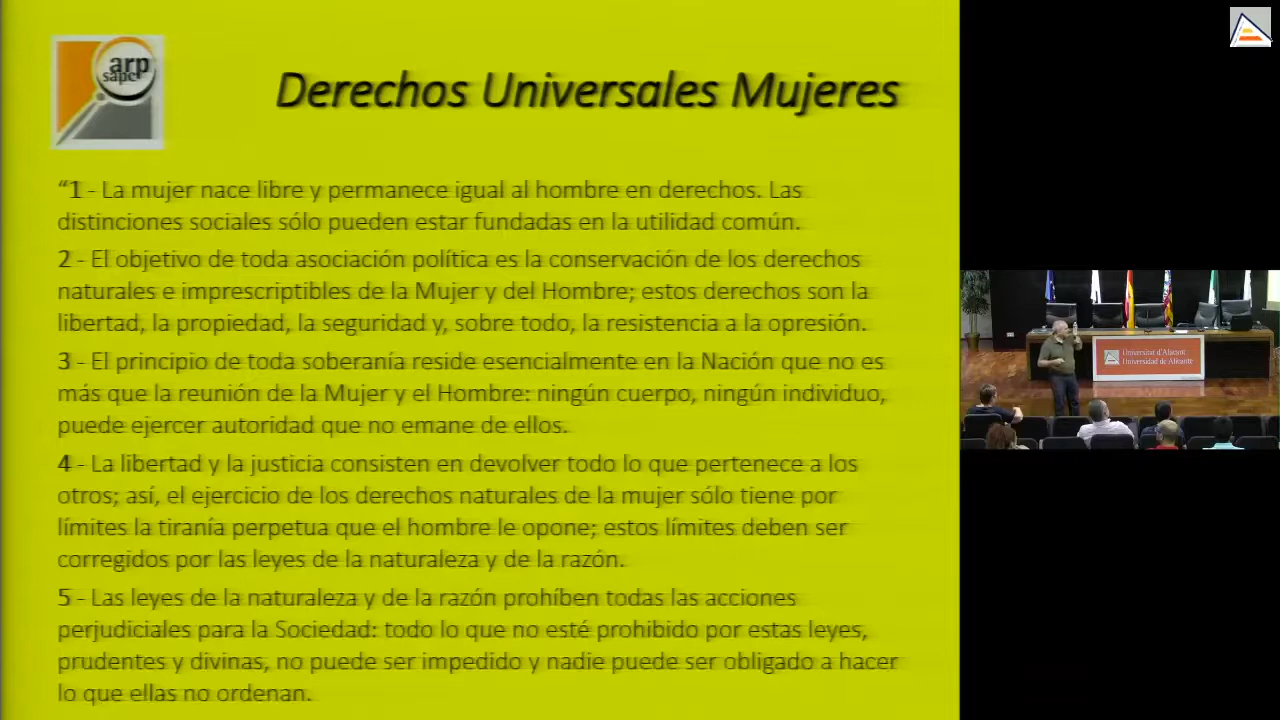 arp
sapc
Derechos Universales Mujeres
“1 - La mujer nace libre y permanece igual al hombre en derechos. Las
distinciones sociales sólo pueden estar fundadas en la utilidad común.
2 - El objetivo de toda asociación política es la conservación de los derechos
naturales e imprescriptibles de la Mujer y del Hombre; estos derechos son la
libertad, la propiedad, la seguridad y, sobre todo, la resistencia a la opresión.
3 - El principio de toda soberanía reside esencialmente en la Nación que no es
más que la reunión de la Mujer y el Hombre: ningún cuerpo, ningún individuo,
puede ejercer autoridad que no emane de ellos.
4 - La libertad y la justicia consisten en devolver todo lo que pertenece a los
otros; así, el ejercicio de los derechos naturales de la mujer sólo tiene por
límites la tiranía perpetua que el hombre le opone; estos límites deben ser
corregidos por las leyes de la naturaleza y de la razón.
5 - Las leyes de la naturaleza y de la razón prohíben todas las acciones
perjudiciales para la Sociedad: todo lo que no esté prohibido por estas leyes,
prudentes y divinas, no puede ser impedido y nadie puede ser obligado a hacer
lo que ellas no ordenan.
Universitat d'Alacant
Universidad de Alicante